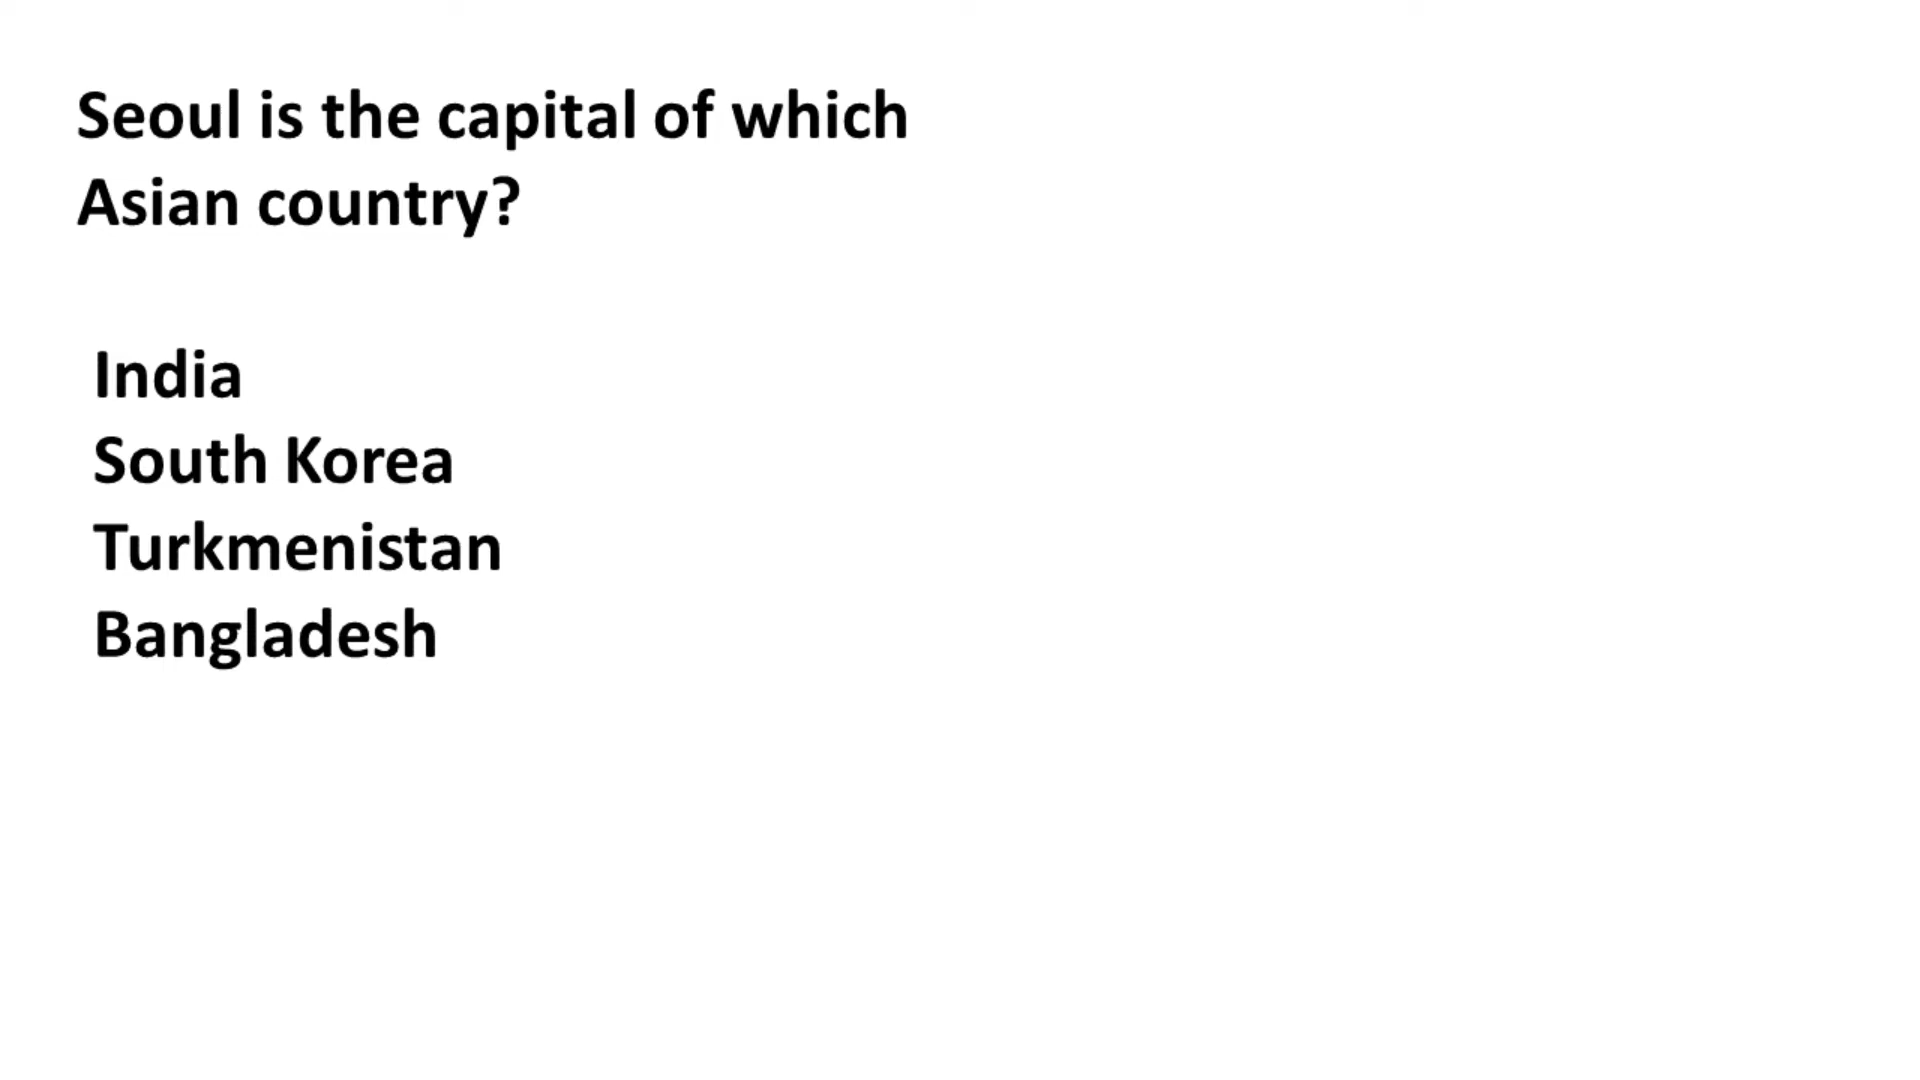 Seoul is the capital of which
Asian country?
India
South Korea
Turkmenistan
Bangladesh